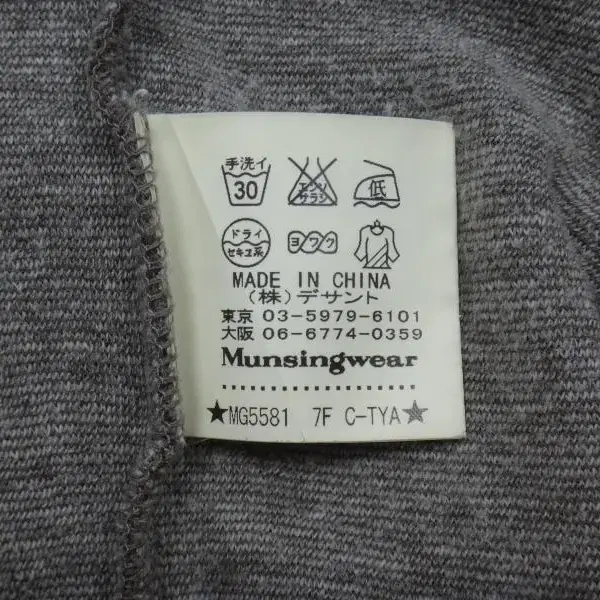 手洗イ
30
エンソ
サラシ
低
ドライ
セキユ系
ヨワク
MADE IN CHINA
(株)デサント
東京 03-5979-6101
大阪 06-6774-0359
Munsingwear
★MG5581 7F C-TYA★